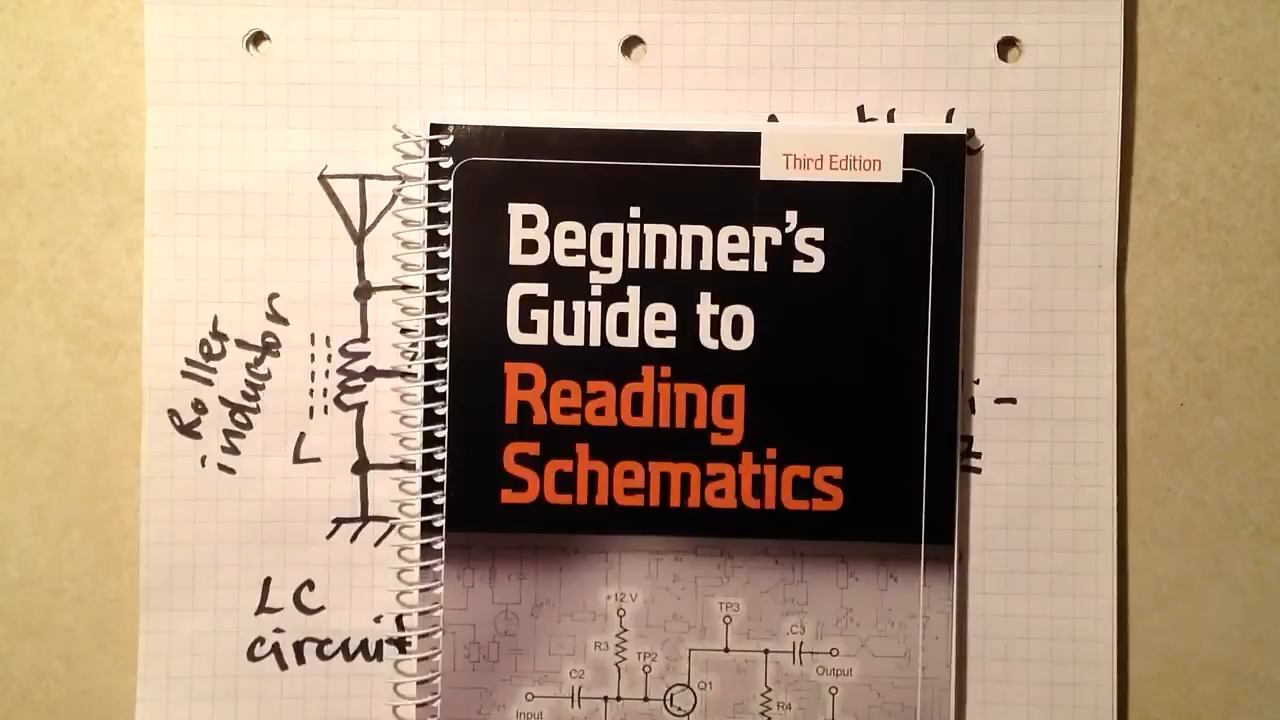 Third Edition
Beginner's
Guide to
Reading
Schematics
Roller
inductor
L
LC
circuit
+12 V
R3
TP2
TP3
C3
Output
C2
Q1
R4
Input